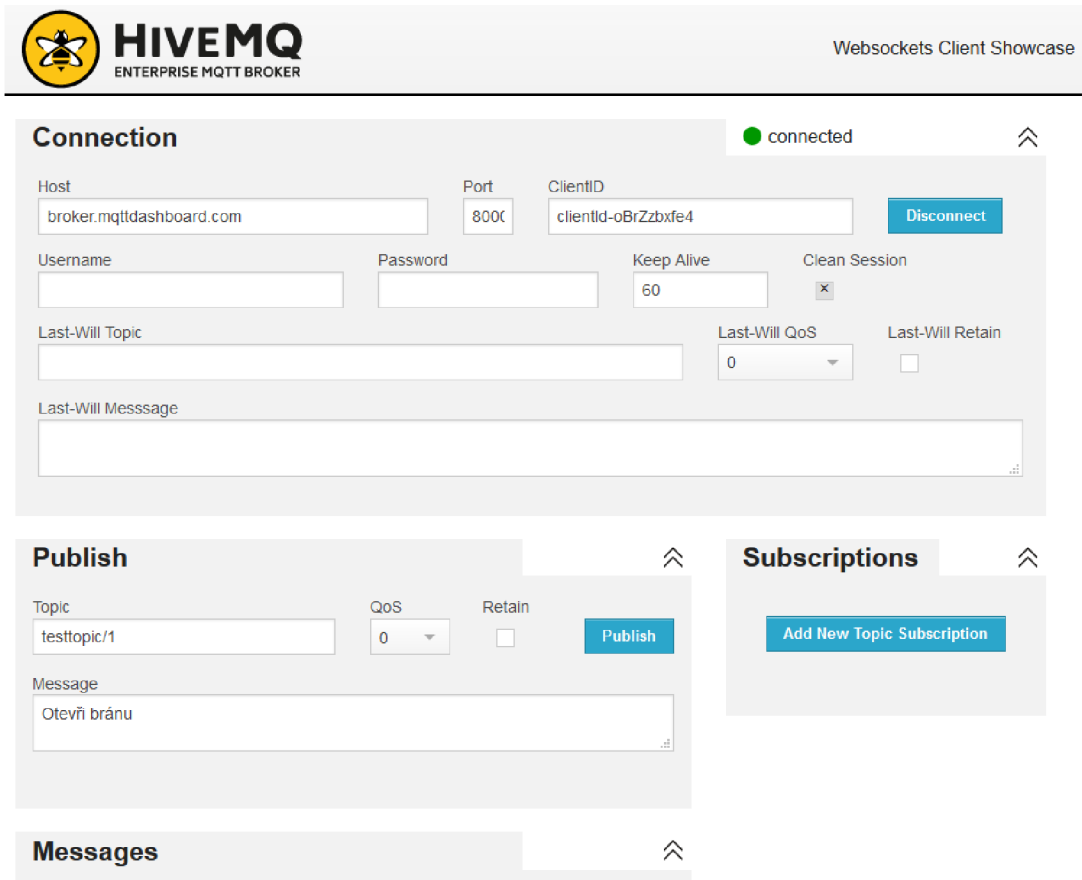 HIVEMQ
ENTERPRISE MQTT BROKER
Websockets Client Showcase
Connection
connected
Host
Port
ClientID
broker.mqttdashboard.com
8000
clientId-oBrZzbxfe4
Disconnect
Username
Password
Keep Alive
Clean Session
60
Last-Will Topic
Last-Will QoS
Last-Will Retain
0
Last-Will Messsage
Publish
Subscriptions
Topic
QoS
Retain
testtopic/1
0
Publish
Add New Topic Subscription
Message
Otevři bránu
Messages